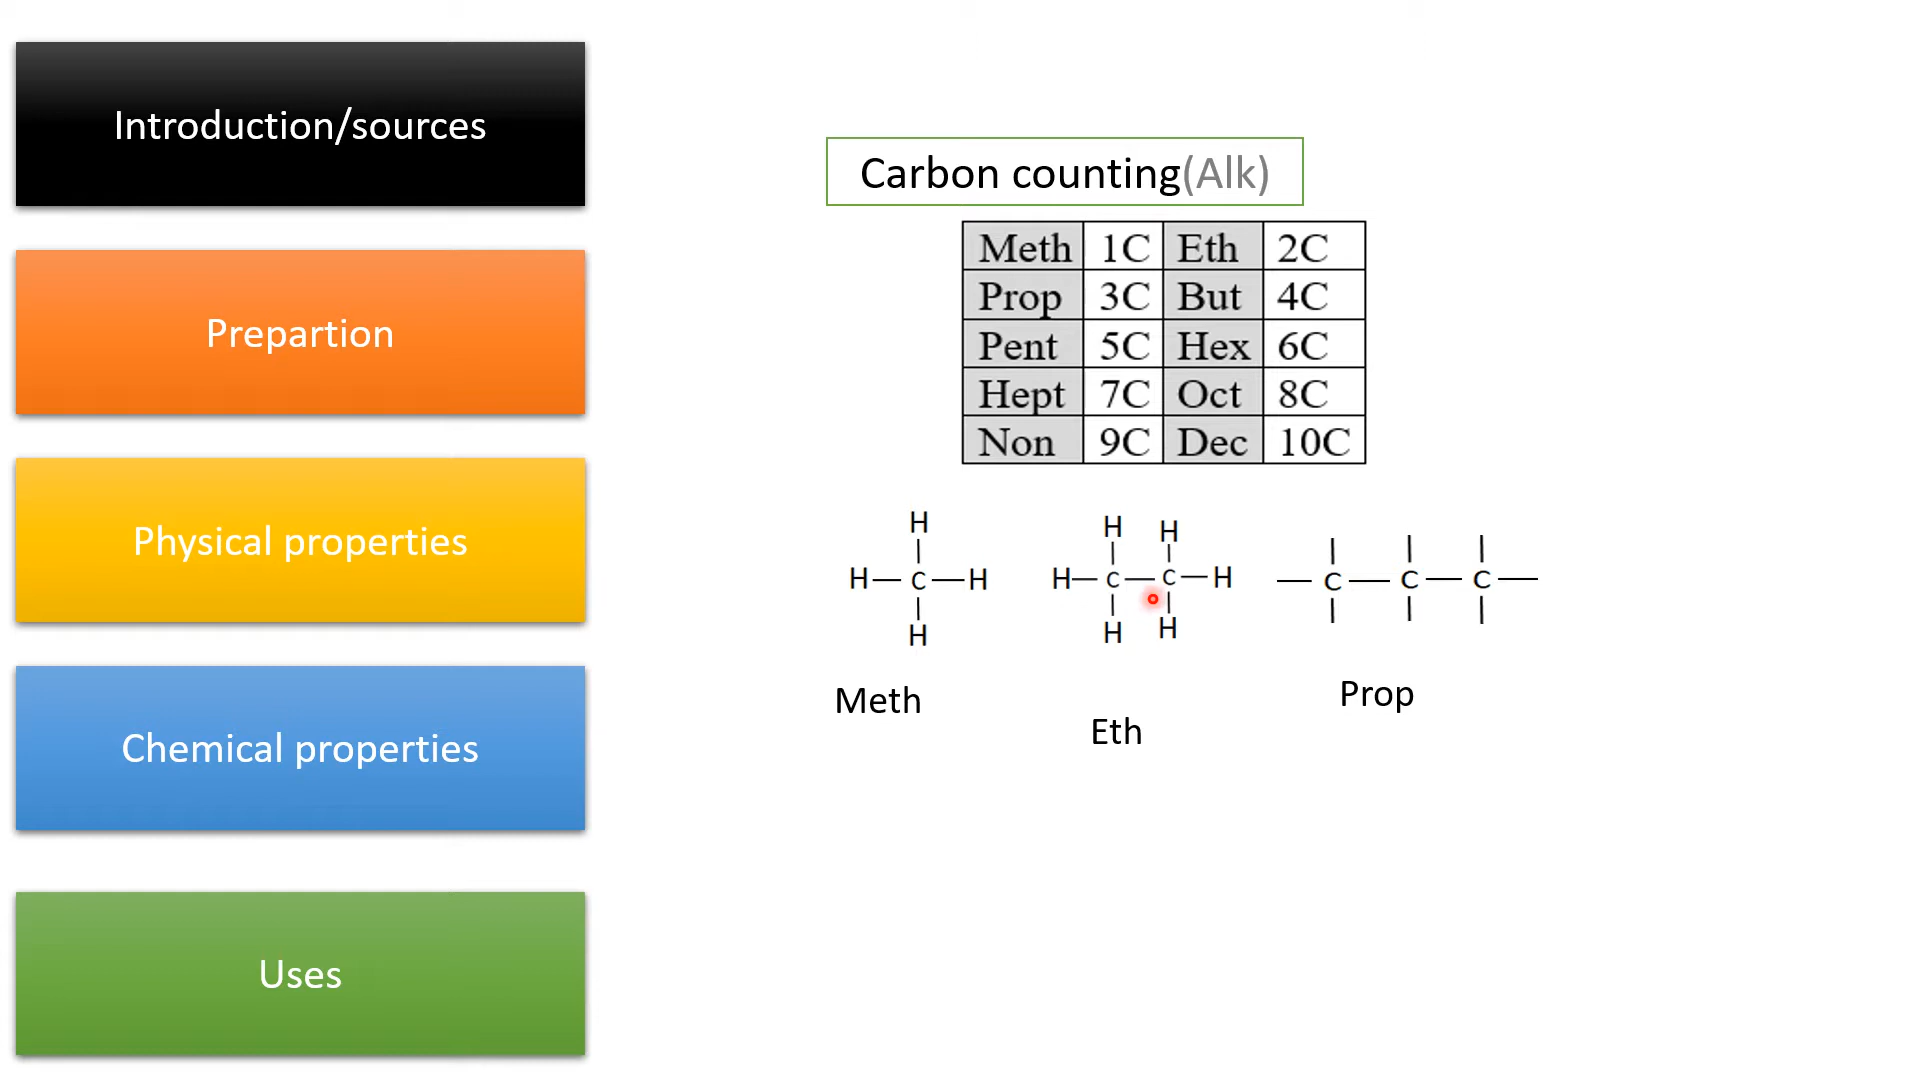 Introduction/sources
Prepartion
Physical properties
Chemical properties
Uses
Carbon counting(Alk)
Meth 1C Eth 2C
Prop 3C But 4C
Pent 5C Hex 6C
Hept 7C Oct 8C
Non 9C Dec 10C
H
H C H
H
Meth
H H
H C C H
H H
Eth
C C C
Prop